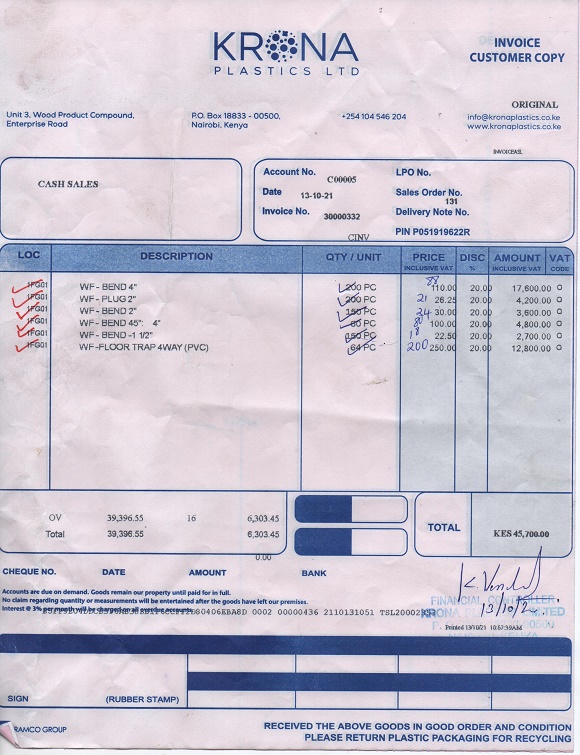 KRONA
PLASTICS LTD
INVOICE
CUSTOMER COPY
ORIGINAL
Unit 3, Wood Product Compound,
Enterprise Road
P.O. Box 18833 - 00500,
Nairobi, Kenya
+254 104 546 204
info@kronaplastics.co.ke
www.kronaplastics.co.ke
CASH SALES
Account No. C00005
Date 13-10-21
Invoice No. 30000332
CINV
LPO No.
Sales Order No.
131
Delivery Note No.
PIN P051919622R
LOC DESCRIPTION QTY / UNIT PRICE INCLUSIVE VAT DISC % AMOUNT INCLUSIVE VAT VAT CODE
1FG01 WF - BEND 4" 200 PC 88 110.00 20.00 17,600.00 O
1FG01 WF - PLUG 2" 200 PC 21 26.25 20.00 4,200.00 O
1FG01 WF - BEND 2" 150 PC 24 30.00 20.00 3,600.00 O
1FG01 WF - BEND 45": 4" 60 PC 80 100.00 20.00 4,800.00 O
1FG01 WF - BEND -1 1/2" 150 PC 18 22.50 20.00 2,700.00 O
1FG01 WF -FLOOR TRAP 4WAY (PVC) 64 PC 200 250.00 20.00 12,800.00 O
OV 39,396.55 16 6,303.45
Total 39,396.55 6,303.45
0.00
TOTAL KES 45,700.00
CHEQUE NO. DATE AMOUNT BANK
Accounts are due on demand. Goods remain our property until paid for in full.
No claim regarding quantity or measurements will be entertained after the goods have left our premises.
Interest @ 3% per month will be charged on all overdue accounts.
0002 00000436 2110131051
FINANCIAL CONTROLLER
KRONA
13/10/21
Printed 13/10/21 10:57:39AM
SIGN (RUBBER STAMP)
RAMCO GROUP
RECEIVED THE ABOVE GOODS IN GOOD ORDER AND CONDITION
PLEASE RETURN PLASTIC PACKAGING FOR RECYCLING